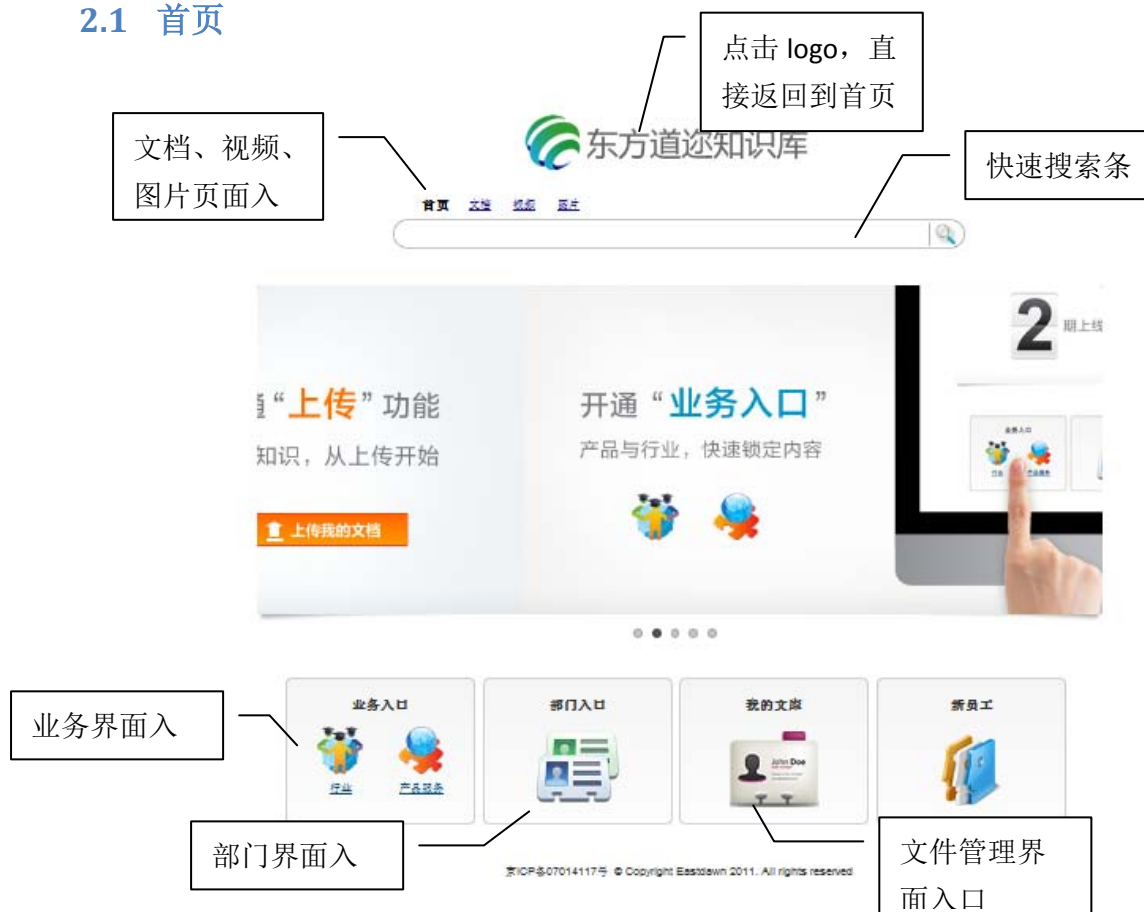 2.1 首页
点击 logo，直
接返回到首页
文档、视频、
图片页面入
东方道迩知识库
快速搜索条
首页 文档 视频 图片
2
期上线
通“上传”功能
开通“业务入口”
知识，从上传开始
产品与行业，快速锁定内容
业务入口
行业 产品服务
上传我的文档
业务界面入
业务入口
部门入口
我的文库
新员工
John Doe
行业 产品服务
部门界面入
文件管理界
面入口
京ICP备07014117号 © Copyright Eastdawn 2011. All rights reserved